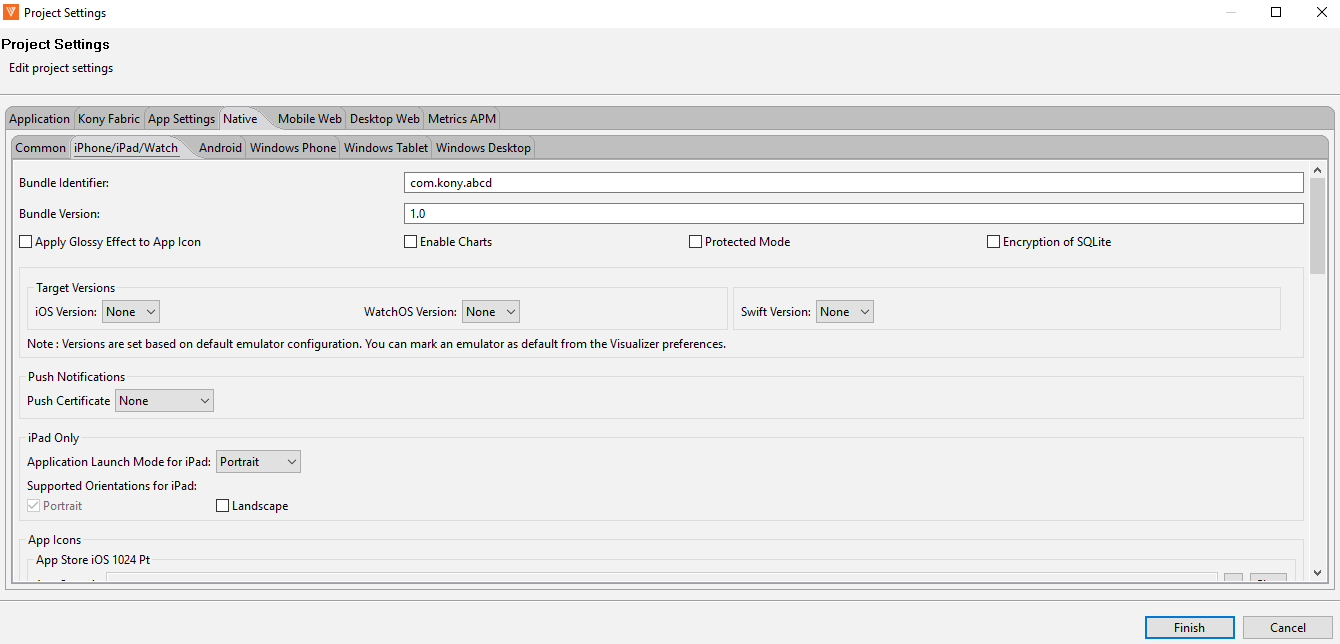 Project Settings
Project Settings
Edit project settings
Application Kony Fabric App Settings Native Mobile Web Desktop Web Metrics APM
Common iPhone/iPad/Watch Android Windows Phone Windows Tablet Windows Desktop
Bundle Identifier: com.kony.abcd
Bundle Version: 1.0
Apply Glossy Effect to App Icon Enable Charts Protected Mode Encryption of SQLite
Target Versions
iOS Version: None WatchOS Version: None Swift Version: None
Note : Versions are set based on default emulator configuration. You can mark an emulator as default from the Visualizer preferences.
Push Notifications
Push Certificate None
iPad Only
Application Launch Mode for iPad: Portrait
Supported Orientations for iPad:
Portrait Landscape
App Icons
App Store iOS 1024 Pt
Finish Cancel